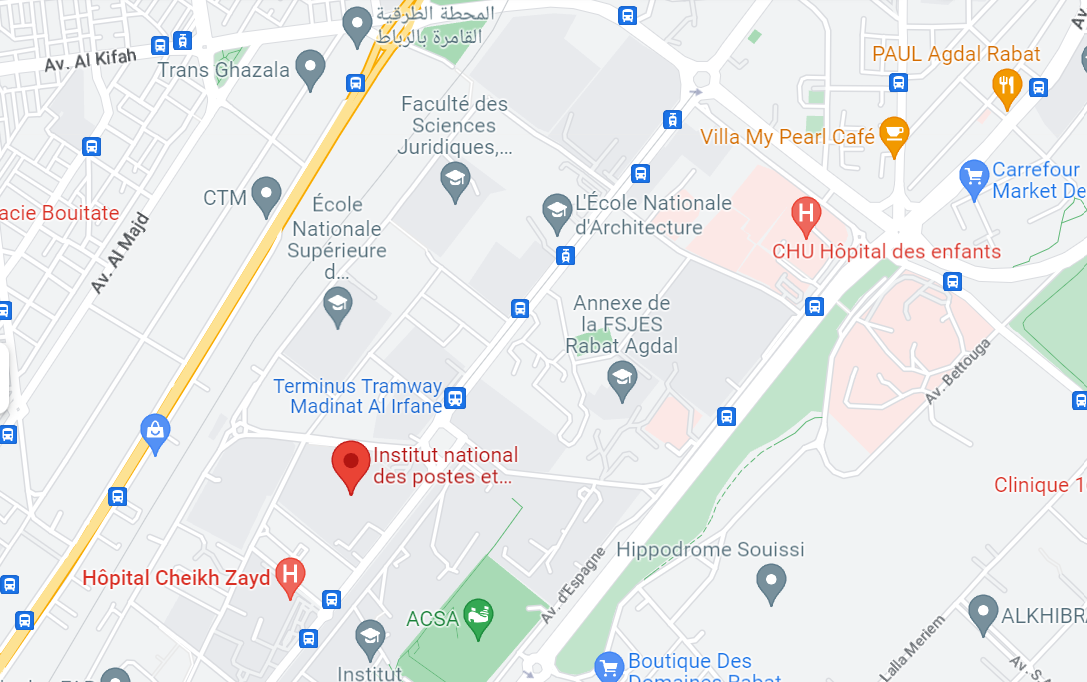 المحطة الطرقية
القامرة بالرباط
Av. Al Kifah
Trans Ghazala
PAUL Agdal Rabat
Faculté des
Sciences
Juridiques,...
Villa My Pearl Café
Carrefour
Market De
CTM
École
Nationale
Supérieure
d...
L'École Nationale
d'Architecture
acie Bouitate
Av. Al Majd
CHU Hôpital des enfants
Annexe de
la FSJES
Rabat Agdal
Av. Bettouga
Terminus Tramway
Madinat Al Irfane
Institut national
des postes et...
Clinique 1
Hippodrome Souissi
Hôpital Cheikh Zayd
Av. d'Espagne
ACSA
ALKHIBRA
Lalla Meriem
Av. S
Institut
Boutique Des
Domaines Rabat